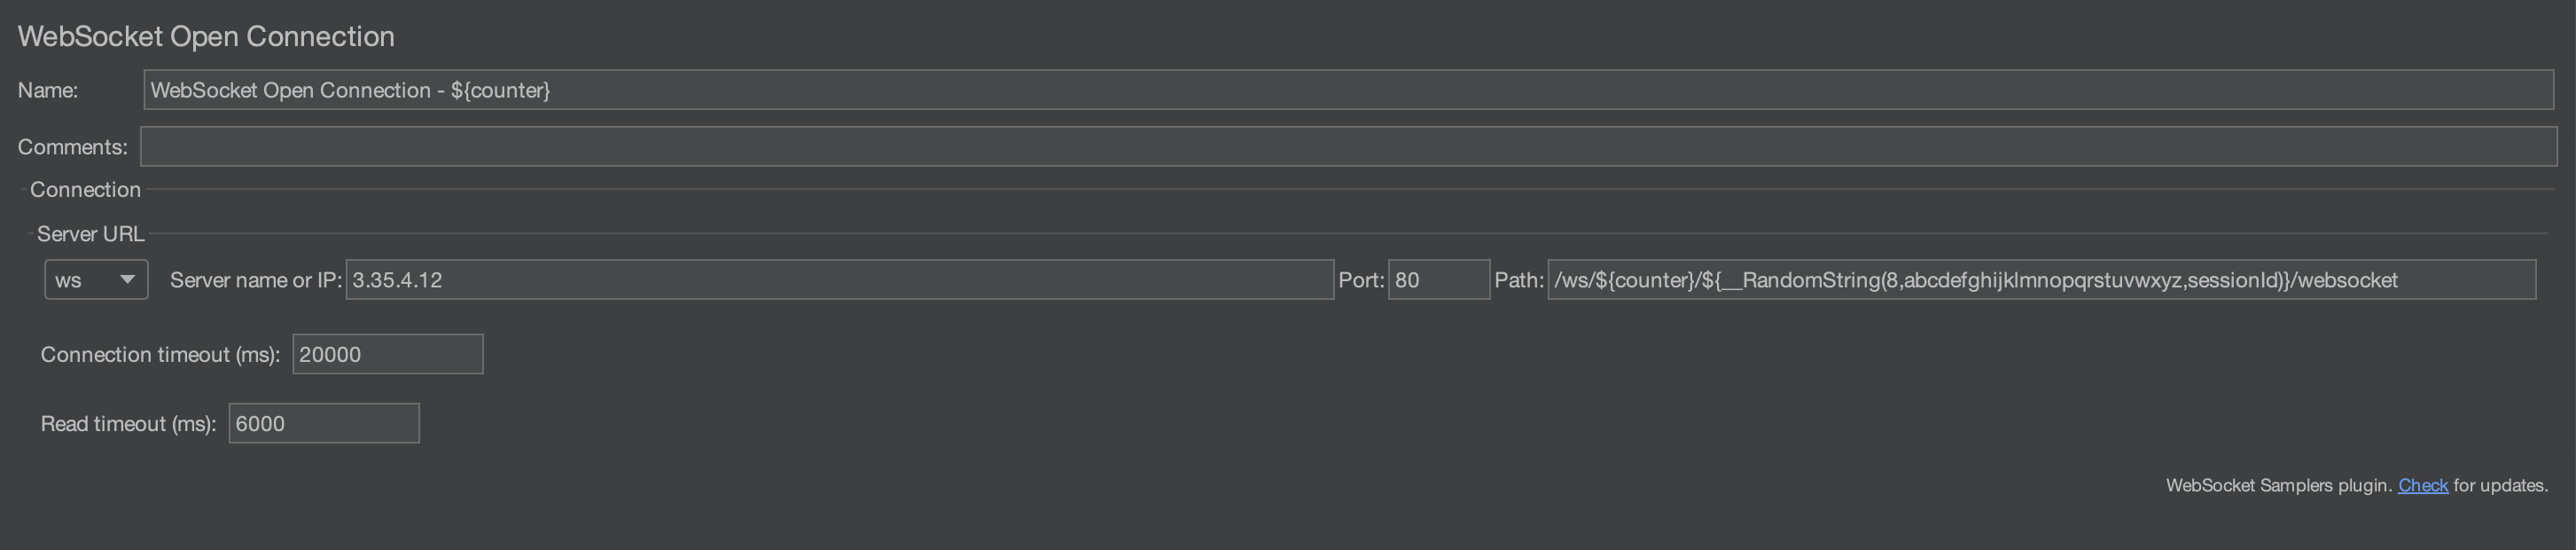 WebSocket Open Connection
Name: WebSocket Open Connection - ${counter}
Comments:
Connection
Server URL
ws Server name or IP: 3.35.4.12 Port: 80 Path: /ws/${counter}/${__RandomString(8,abcdefghijklmnopqrstuvwxyz,sessionId)}/websocket
Connection timeout (ms): 20000
Read timeout (ms): 6000
WebSocket Samplers plugin. Check for updates.